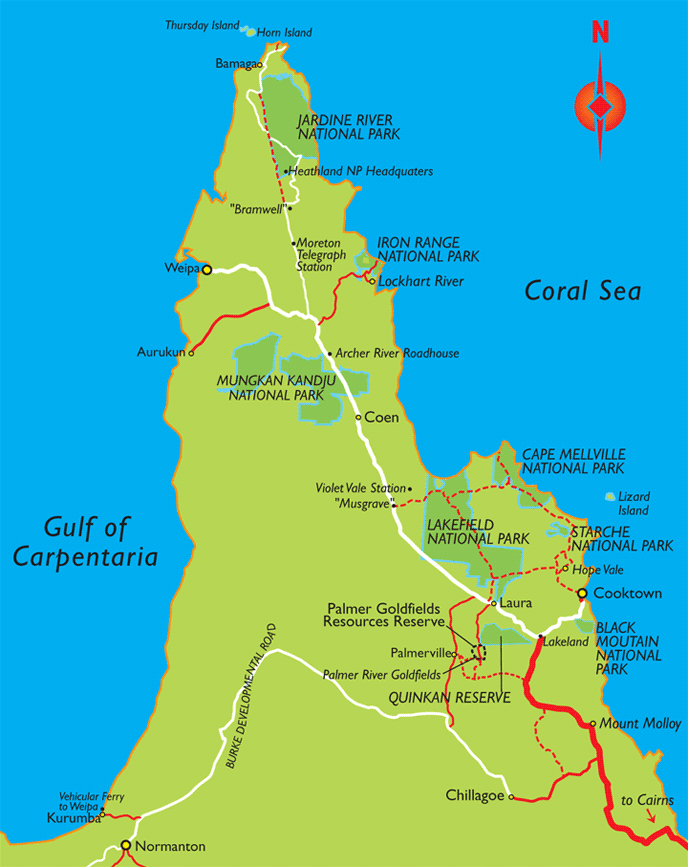 Thursday Island
Horn Island
N
Bamaga
JARDINE RIVER
NATIONAL PARK
Heathland NP Headquaters
"Bramwell"
Moreton
Telegraph
Station
IRON RANGE
NATIONAL PARK
Weipa
Lockhart River
Coral Sea
Aurukun
Archer River Roadhouse
MUNGKAN KANDJU
NATIONAL PARK
Coen
CAPE MELLVILLE
NATIONAL PARK
Violet Vale Station
"Musgrave"
Lizard
Island
Gulf of
Carpentaria
LAKEFIELD
NATIONAL PARK
STARCHE
NATIONAL PARK
Hope Vale
Cooktown
Laura
Palmer Goldfields
Resources Reserve
Lakeland
BLACK
MOUTAIN
NATIONAL
PARK
Palmerville
Palmer River Goldfields
QUINKAN RESERVE
BURKE DEVELOPMENTAL ROAD
Mount Molloy
Vehicular Ferry
to Weipa
Kurumba
Chillagoe
to Cairns
Normanton